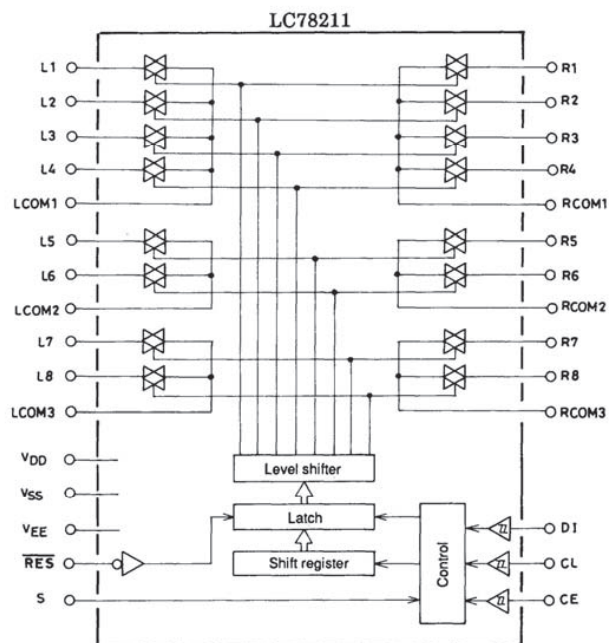 LC78211
L1 R1
L2 R2
L3 R3
L4 R4
LCOM1 RCOM1
L5 R5
L6 R6
LCOM2 RCOM2
L7 R7
L8 R8
LCOM3 RCOM3
VDD Level shifter
VSS
Latch
VEE DI
RES Shift register Control CL
S CE